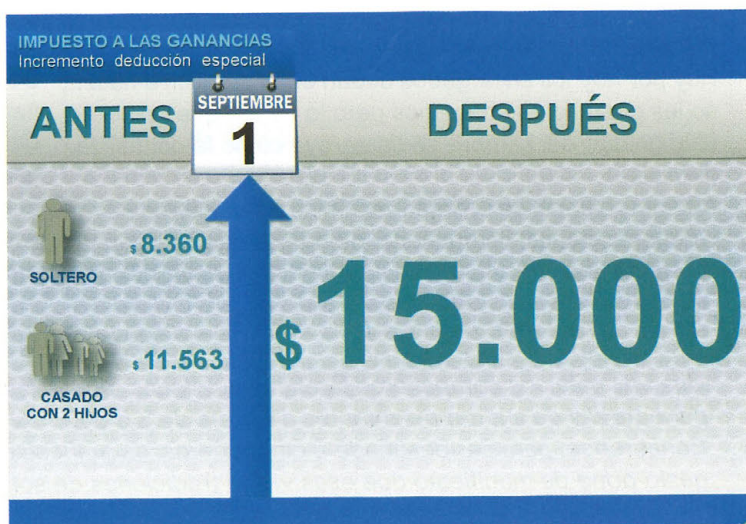 IMPUESTO A LAS GANANCIAS
Incremento deducción especial
ANTES
SEPTIEMBRE
1
DESPUÉS
$ 8.360
SOLTERO
$ 11.563
CASADO
CON 2 HIJOS
$ 15.000